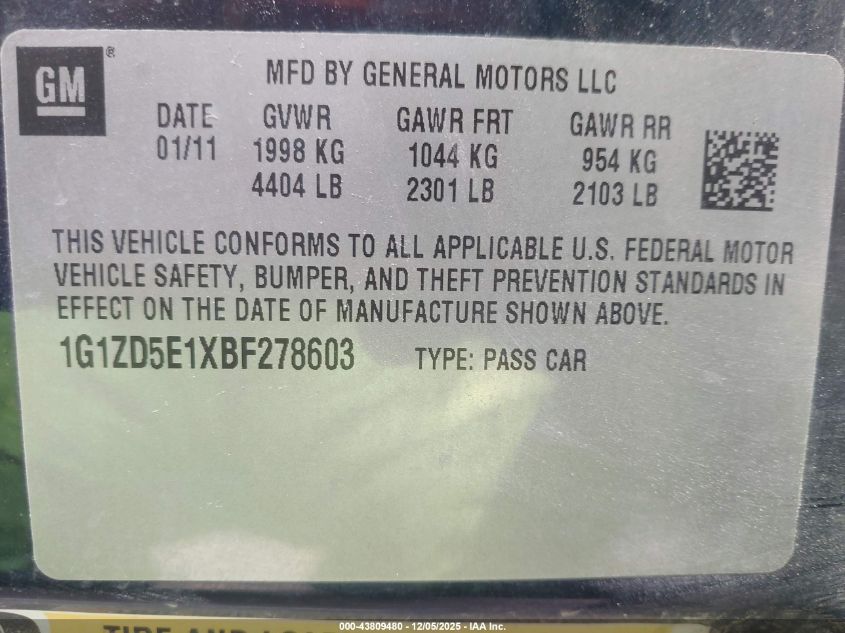 GM®
MFD BY GENERAL MOTORS LLC
DATE GVWR GAWR FRT GAWR RR
01/11 1998 KG 1044 KG 954 KG
4404 LB 2301 LB 2103 LB
THIS VEHICLE CONFORMS TO ALL APPLICABLE U.S. FEDERAL MOTOR
VEHICLE SAFETY, BUMPER, AND THEFT PREVENTION STANDARDS IN
EFFECT ON THE DATE OF MANUFACTURE SHOWN ABOVE.
1G1ZD5E1XBF278603 TYPE: PASS CAR
TIRE AND
000-43809480 - 12/05/2025 - IAA Inc.